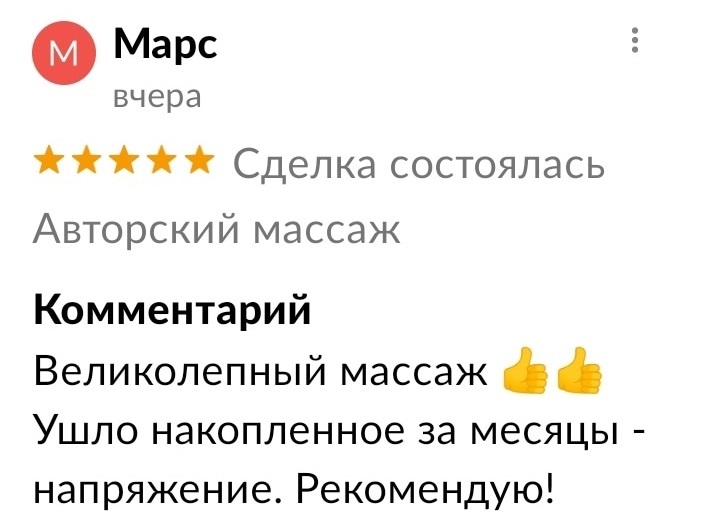 М
Марс
вчера
Сделка состоялась
Авторский массаж
Комментарий
Великолепный массаж 👍👍
Ушло накопленное за месяцы -
напряжение. Рекомендую!